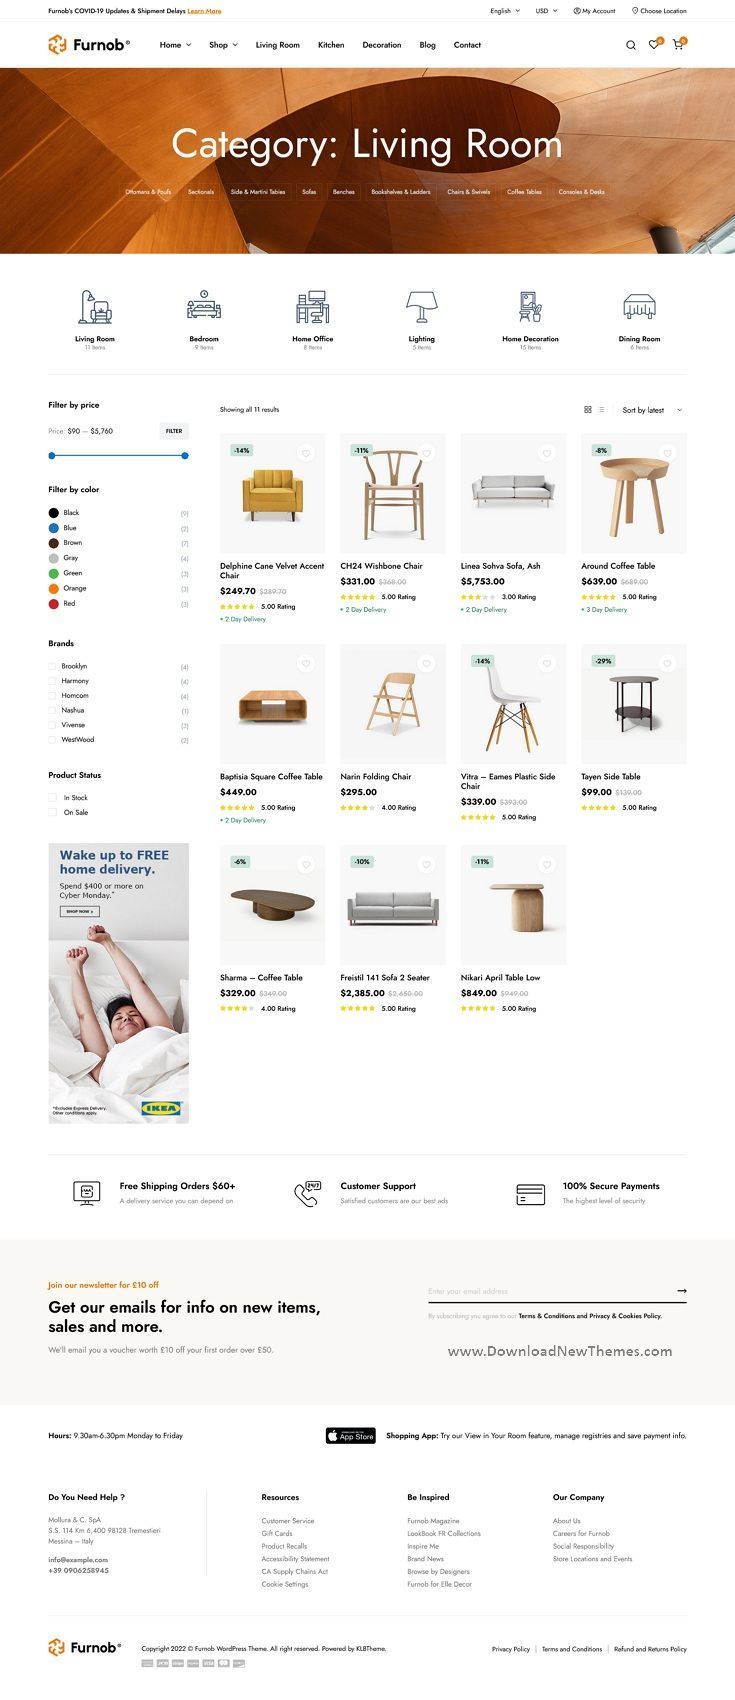 Furnob's COVID-19 Updates & Shipment Delays Learn More
English USD My Account Choose Location
Furnob
Home Shop Living Room Kitchen Decoration Blog Contact
0 0
Category: Living Room
Ottomans & Poufs Sectionals Side & Martini Tables Sofas Benches Bookshelves & Ladders Chairs & Swivels Coffee Tables Consoles & Desks
Living Room
11 Items
Bedroom
9 Items
Home Office
8 Items
Lighting
5 Items
Home Decoration
15 Items
Dining Room
6 Items
Filter by price
Price: $90 — $5,760 FILTER
Filter by color
Black (9)
Blue (2)
Brown (7)
Gray (4)
Green (3)
Orange (3)
Red (3)
Brands
Brooklyn (4)
Harmony (4)
Homcom (4)
Nashua (1)
Vivense (3)
WestWood (2)
Product Status
In Stock
On Sale
Wake up to FREE
home delivery.
Spend $400 or more on
Cyber Monday.*
SHOP NOW >
*Excludes Express Delivery.
Other conditions apply.
IKEA
Showing all 11 results
Sort by latest
-14%
Delphine Cane Velvet Accent
Chair
$249.70 $289.70
5.00 Rating
2 Day Delivery
-11%
CH24 Wishbone Chair
$331.00 $368.00
5.00 Rating
2 Day Delivery
Linea Sohva Sofa, Ash
$5,753.00
3.00 Rating
2 Day Delivery
-8%
Around Coffee Table
$639.00 $689.00
5.00 Rating
3 Day Delivery
Baptisia Square Coffee Table
$449.00
5.00 Rating
2 Day Delivery
Narin Folding Chair
$295.00
4.00 Rating
-14%
Vitra – Eames Plastic Side
Chair
$339.00 $393.00
5.00 Rating
-29%
Tayen Side Table
$99.00 $139.00
5.00 Rating
-6%
Sharma – Coffee Table
$329.00 $349.00
4.00 Rating
-10%
Freistil 141 Sofa 2 Seater
$2,385.00 $2,650.00
5.00 Rating
-11%
Nikari April Table Low
$849.00 $949.00
5.00 Rating
Free Shipping Orders $60+
A delivery service you can depend on
24/7
Customer Support
Satisfied customers are our best ads
100% Secure Payments
The highest level of security
Join our newsletter for £10 off
Get our emails for info on new items,
sales and more.
We'll email you a voucher worth £10 off your first order over £50.
Enter your email address
By subscribing you agree to our Terms & Conditions and Privacy & Cookies Policy.
www.DownloadNewThemes.com
Hours: 9.30am-6.30pm Monday to Friday
App Store
Shopping App: Try our View in Your Room feature, manage registries and save payment info.
Do You Need Help ?
Mollura & C. SpA
S.S. 114 Km 6,400 98128 Tremestieri
Messina – Italy
info@example.com
+39 0906258945
Resources
Customer Service
Gift Cards
Product Recalls
Accessibility Statement
CA Supply Chains Act
Cookie Settings
Be Inspired
Furnob Magazine
LookBook FR Collections
Inspire Me
Brand News
Browse by Designers
Furnob for Elle Decor
Our Company
About Us
Careers for Furnob
Social Responsibility
Store Locations and Events
Furnob
Copyright 2022 © Furnob WordPress Theme. All right reserved. Powered by KLBTheme.
Privacy Policy Terms and Conditions Refund and Returns Policy